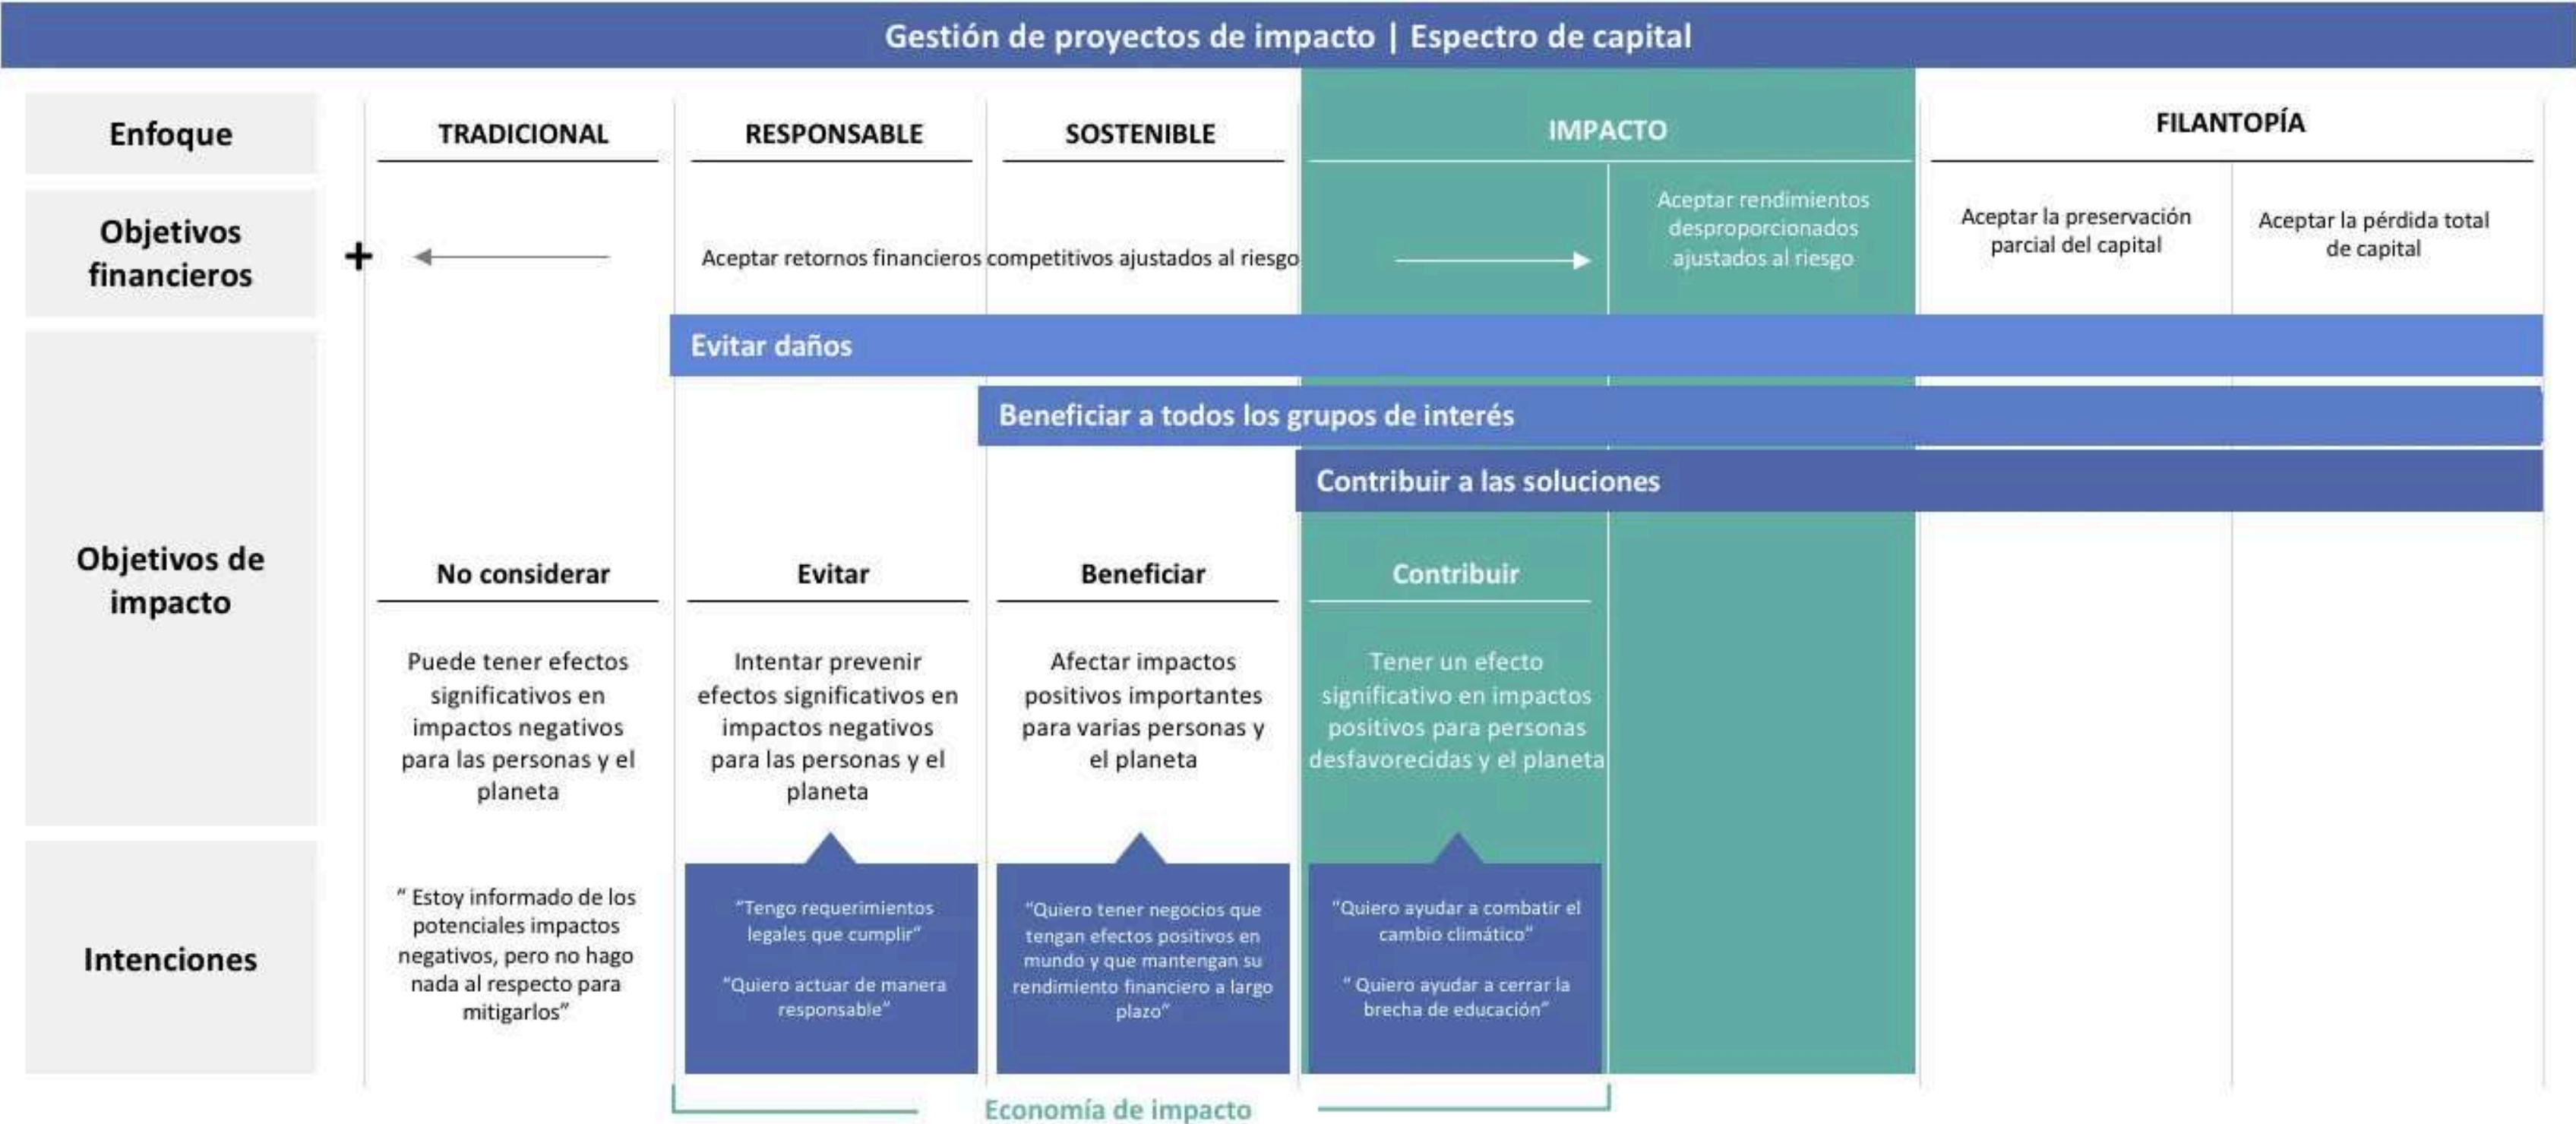 Gestión de proyectos de impacto | Espectro de capital
Enfoque
TRADICIONAL
RESPONSABLE
SOSTENIBLE
IMPACTO
FILANTOPÍA
Objetivos
financieros
+
Aceptar retornos financieros competitivos ajustados al riesgo
Aceptar rendimientos
desproporcionados
ajustados al riesgo
Aceptar la preservación
parcial del capital
Aceptar la pérdida total
de capital
Evitar daños
Beneficiar a todos los grupos de interés
Contribuir a las soluciones
Objetivos de
impacto
No considerar
Puede tener efectos
significativos en
impactos negativos
para las personas y el
planeta
Evitar
Intentar prevenir
efectos significativos en
impactos negativos
para las personas y el
planeta
Beneficiar
Afectar impactos
positivos importantes
para varias personas y
el planeta
Contribuir
Tener un efecto
significativo en impactos
positivos para personas
desfavorecidas y el planeta
Intenciones
“ Estoy informado de los
potenciales impactos
negativos, pero no hago
nada al respecto para
mitigarlos”
“Tengo requerimientos
legales que cumplir”
“Quiero actuar de manera
responsable”
“Quiero tener negocios que
tengan efectos positivos en
mundo y que mantengan su
rendimiento financiero a largo
plazo”
“Quiero ayudar a combatir el
cambio climático”
“ Quiero ayudar a cerrar la
brecha de educación”
Economía de impacto